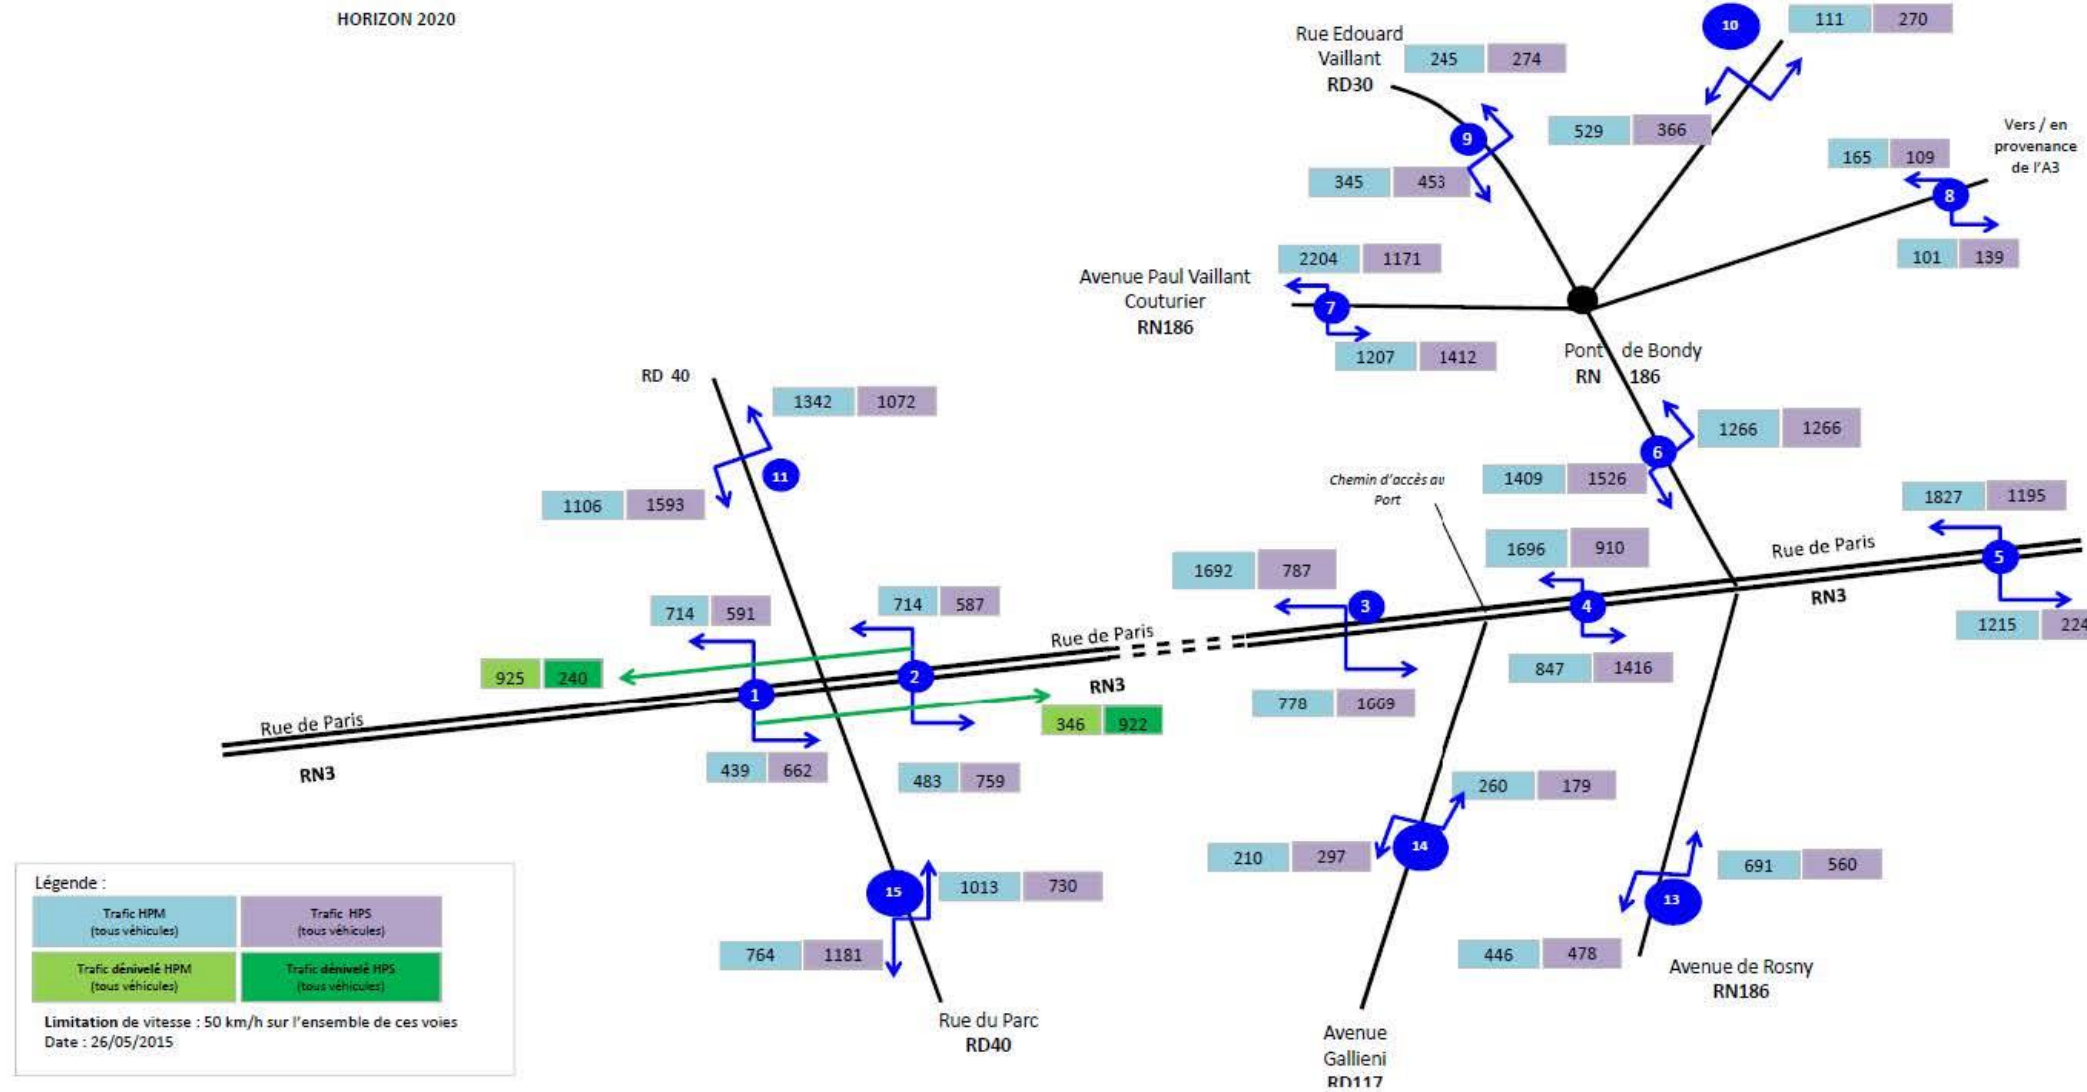 HORIZON 2020
10
111 270
Rue Edouard
Vaillant
RD30
245 274
9
529 366
Vers / en
provenance
de l'A3
165 109
345 453
8
101 139
2204 1171
Avenue Paul Vaillant
Couturier
RN186
7
1207 1412
Pont de Bondy
RN 186
RD 40
1342 1072
11
1106 1593
1266 1266
6
1409 1526
Chemin d'accès au
Port
1827 1195
Rue de Paris
5
RN3
1215 224
1696 910
4
847 1416
1692 787
3
778 1669
714 591
714 587
Rue de Paris
2
RN3
925 240
1
346 922
Rue de Paris
RN3
439 662
483 759
260 179
14
210 297
691 560
13
446 478
Avenue de Rosny
RN186
15
1013 730
764 1181
Rue du Parc
RD40
Avenue
Gallieni
RD117
Légende :
Trafic HPM
(tous véhicules)
Trafic HPS
(tous véhicules)
Trafic dénivelé HPM
(tous véhicules)
Trafic dénivelé HPS
(tous véhicules)
Limitation de vitesse : 50 km/h sur l'ensemble de ces voies
Date : 26/05/2015